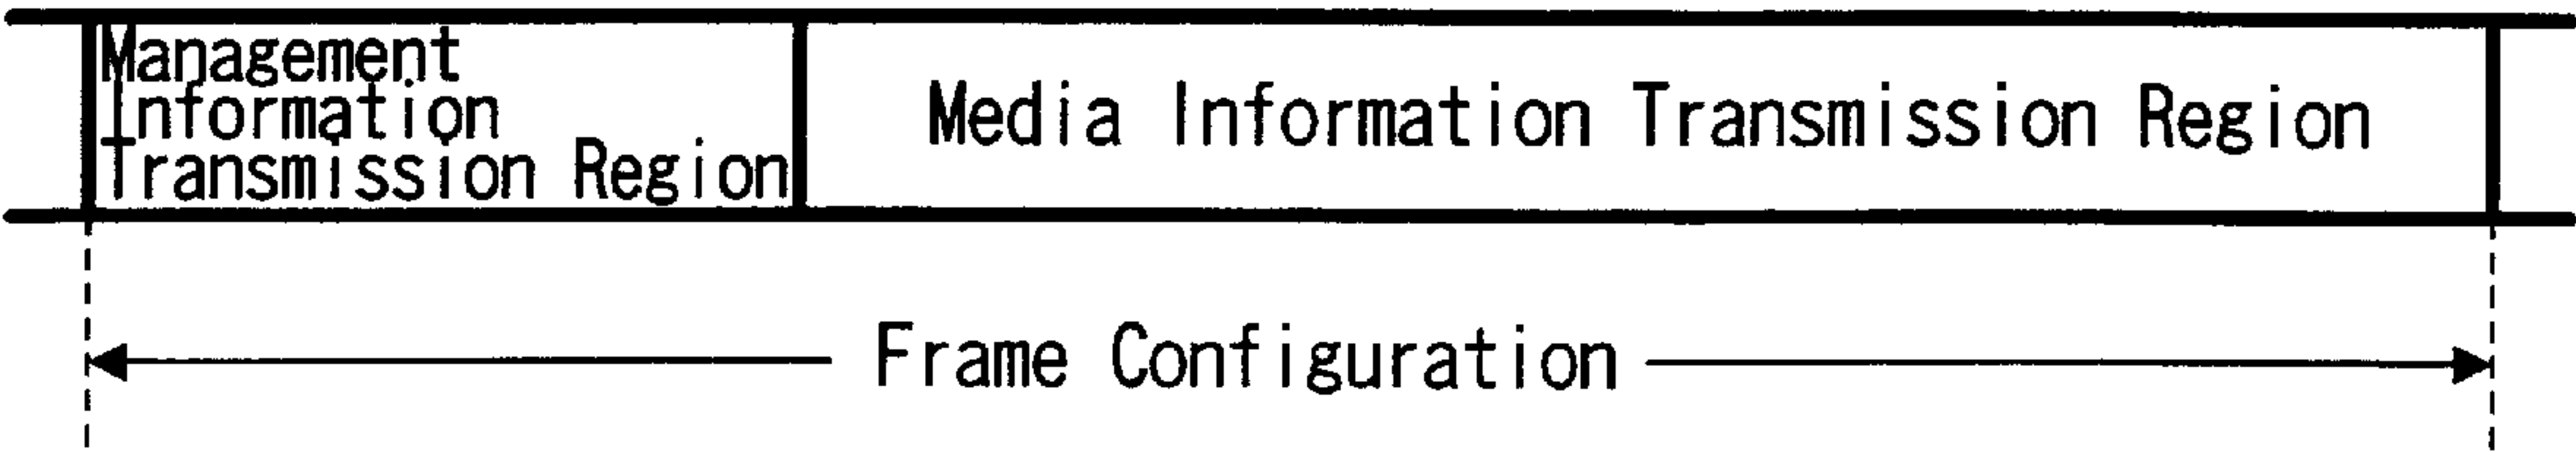 Management
Information
Transmission Region
Media Information Transmission Region
Frame Configuration